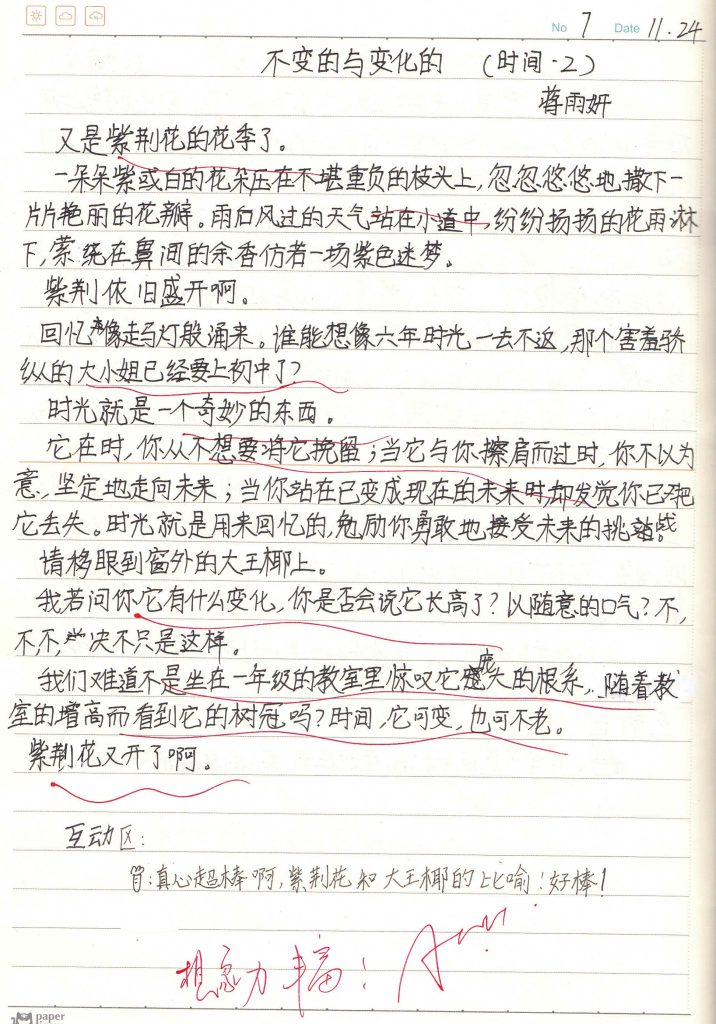 No 7 Date 11.24
不变的与变化的 (时间·2)
蒋雨妍
又是紫荆花的花季了。
一朵朵紫或白的花朵压在不堪重负的枝头上,忽忽悠悠地撒下一
片片艳丽的花瓣。雨口风过的天气站在小道中,纷纷扬扬的花雨淋
下,萦绕在鼻间的余香仿若一场紫色迷梦。
紫荆依旧盛开啊。
回忆像走马灯般涌来。谁能想像六年时光一去不返,那个害羞骄
纵的大小姐已经要上初中了?
时光就是一个奇妙的东西。
它在时,你从不想要将它挽留;当它与你擦肩而过时,你不以为
意,坚定地走向未来;当你站在已变成现在的未来时却发觉你已把
它丢失。时光就是用来回忆的,勉励你勇敢地接受未来的挑战。
请移眼到窗外的大王椰上。
我若问你它有什么变化,你是否会说它长高了?以随意的口气?不,
不,不,决不只是这样。
我们难道不是坐在一年级的教室里惊叹它庞大的根系,随着教
室的增高而看到它的树冠吗?时间,它可变,也可不老。
紫荆花又开了啊。
互动区:
:真心超棒啊,紫荆花和大王椰的比喻!好棒!
想象力丰富!
paper